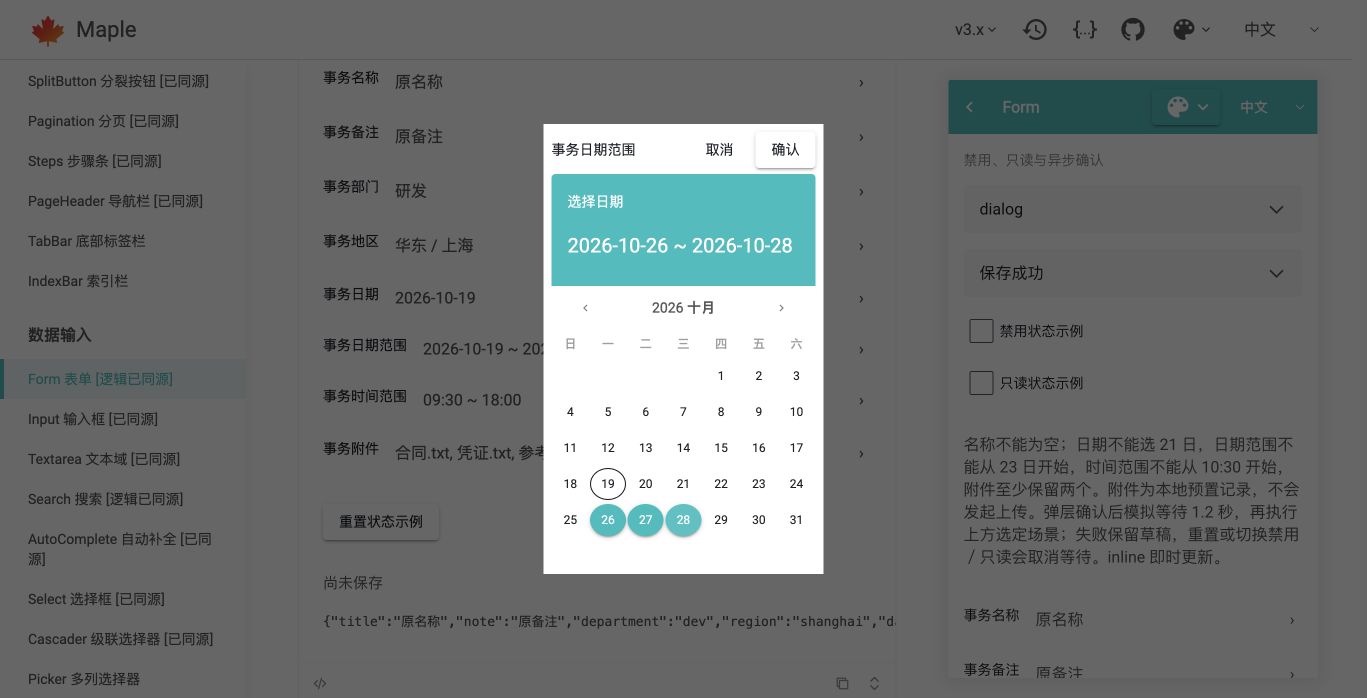 Maple
v3.x
{...}
中文
SplitButton 分裂按钮 [已同源]
Pagination 分页 [已同源]
Steps 步骤条 [已同源]
PageHeader 导航栏 [已同源]
TabBar 底部标签栏
IndexBar 索引栏
数据输入
Form 表单 [逻辑已同源]
Input 输入框 [已同源]
Textarea 文本域 [已同源]
Search 搜索 [逻辑已同源]
AutoComplete 自动补全 [已同
源]
Select 选择框 [已同源]
Cascader 级联选择器 [已同源]
Picker 多列选择器
事务名称 原名称
事务备注 原备注
事务部门 研发
事务地区 华东 / 上海
事务日期 2026-10-19
事务日期范围 2026-10-19 ~ 202
事务时间范围 09:30 ~ 18:00
事务附件 合同.txt, 凭证.txt, 参考
重置状态示例
尚未保存
{"title":"原名称","note":"原备注","department":"dev","region":"shanghai","da
事务日期范围 取消 确认
选择日期
2026-10-26 ~ 2026-10-28
2026 十月
日 一 二 三 四 五 六
1 2 3
4 5 6 7 8 9 10
11 12 13 14 15 16 17
18 19 20 21 22 23 24
25 26 27 28 29 30 31
Form
中文
禁用、只读与异步确认
dialog
保存成功
禁用状态示例
只读状态示例
名称不能为空；日期不能选 21 日，日期范围不
能从 23 日开始，时间范围不能从 10:30 开始，
附件至少保留两个。附件为本地预置记录，不会
发起上传。弹层确认后模拟等待 1.2 秒，再执行
上方选定场景；失败保留草稿，重置或切换禁用
/ 只读会取消等待。inline 即时更新。
事务名称 原名称
事务备注 原备注